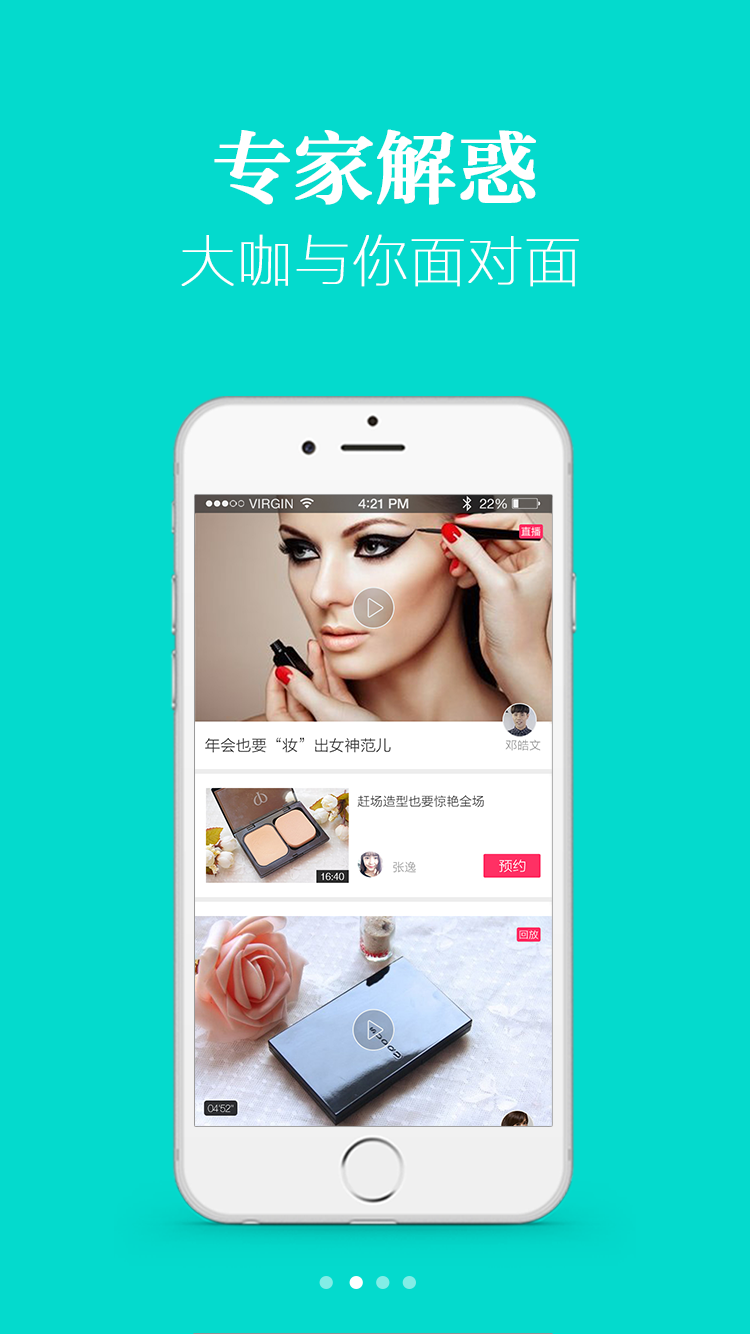 专家解惑
大咖与你面对面
VIRGIN 4:21 PM 22%
直播
年会也要“妆”出女神范儿
邓皓文
赶场造型也要惊艳全场
16:40
张逸
预约
回放
04'52"